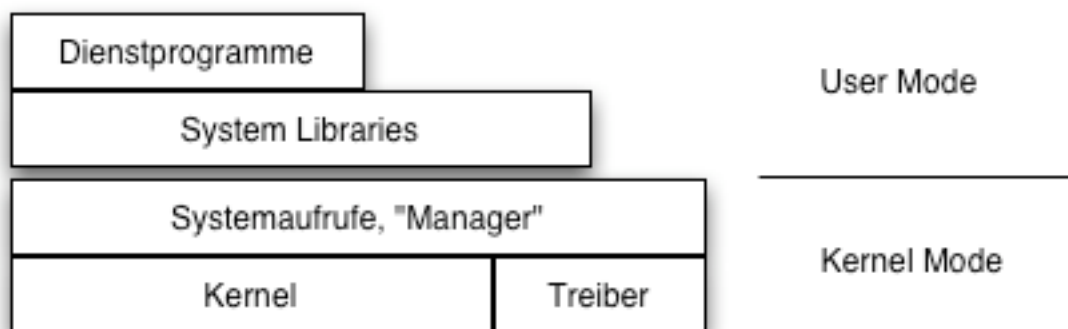 Dienstprogramme
User Mode
System Libraries
Systemaufrufe, "Manager"
Kernel Mode
Kernel
Treiber